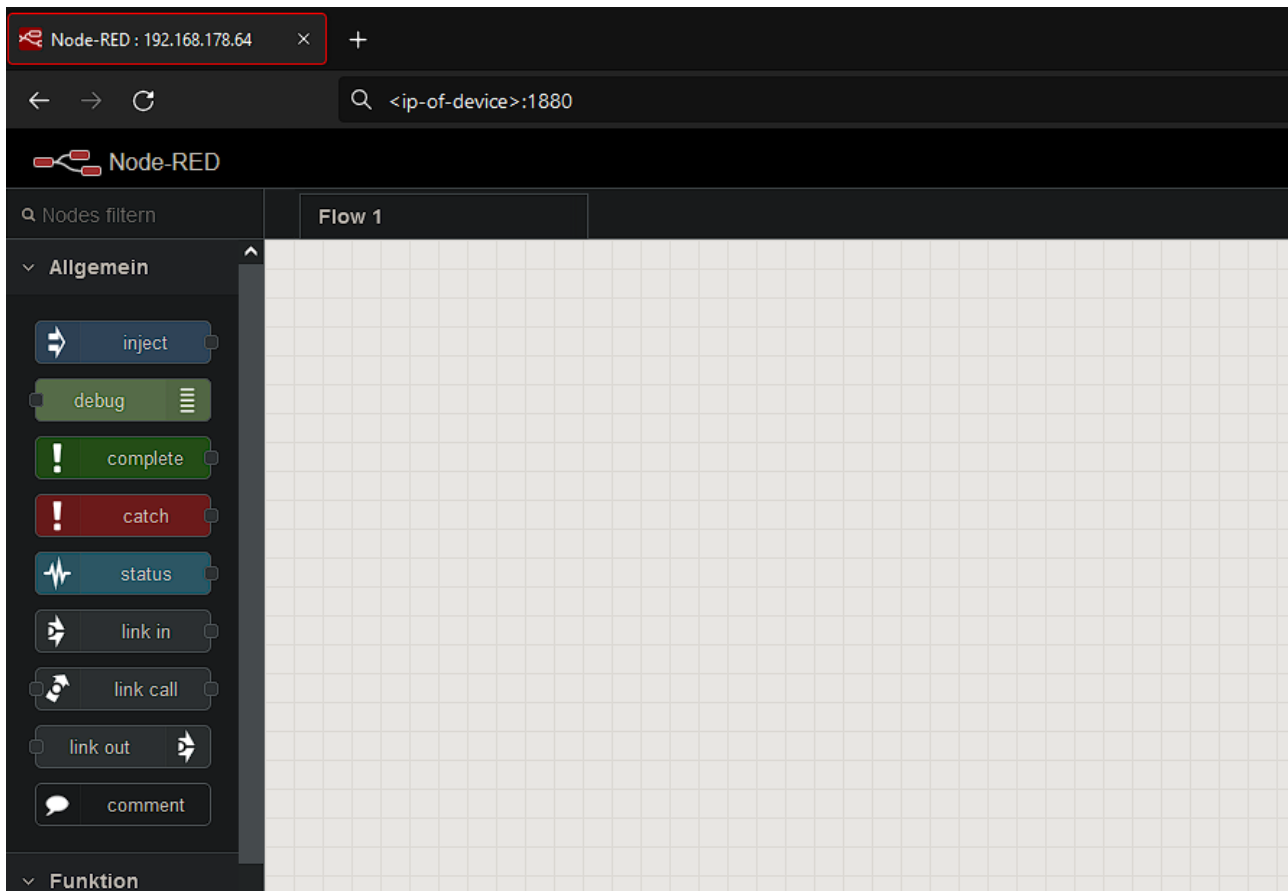 Node-RED : 192.168.178.64
<ip-of-device>:1880
Node-RED
Nodes filtern
Flow 1
Allgemein
inject
debug
complete
catch
status
link in
link call
link out
comment
Funktion